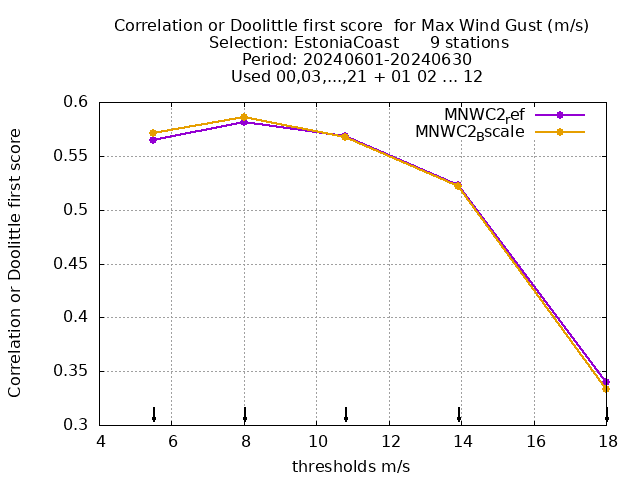 Correlation or Doolittle first score  for Max Wind Gust (m/s)
Selection: EstoniaCoast      9 stations
Period: 20240601-20240630
Used 00,03,...,21 + 01 02 ... 12
MNWC2ref
MNWC2Bscale
Correlation or Doolittle first score
0.6
0.55
0.5
0.45
0.4
0.35
0.3
4 6 8 10 12 14 16 18
thresholds m/s